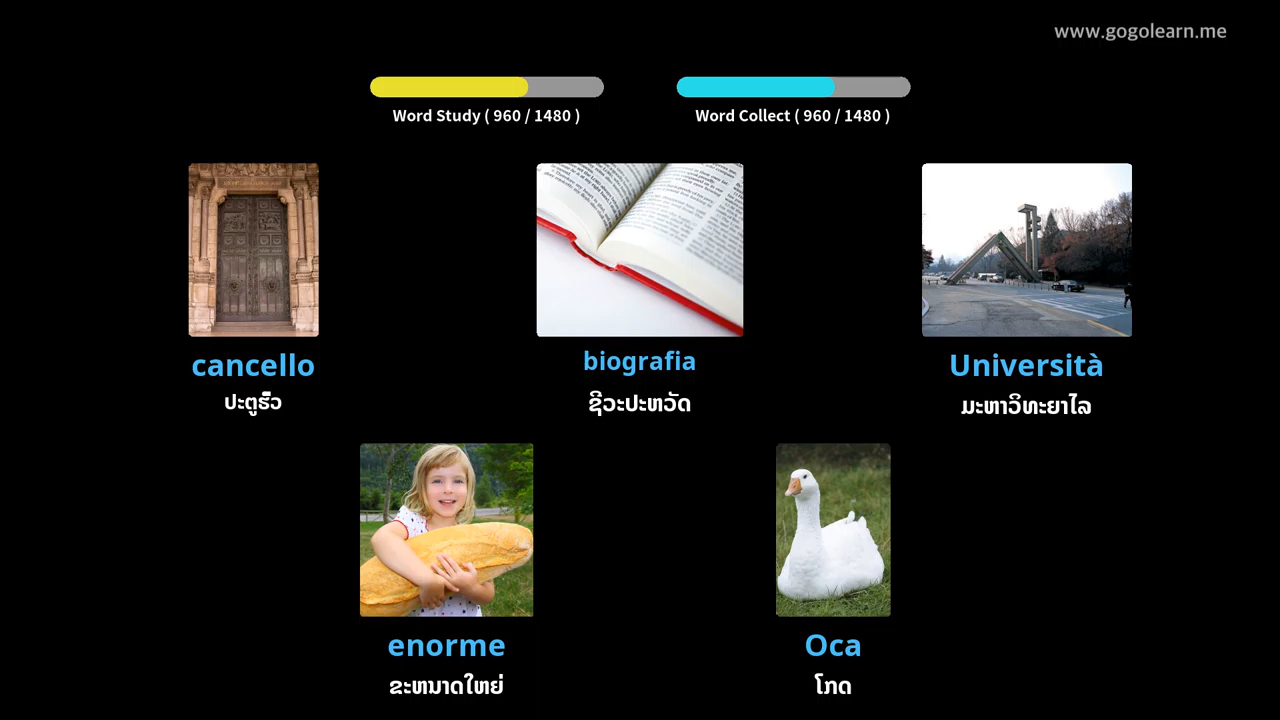 www.gogolearn.me
Word Study ( 960 / 1480 )
Word Collect ( 960 / 1480 )
cancello
ປະຕູຮົ້ວ
biografia
ຊີວະປະຫວັດ
Università
ມະຫາວິທະຍາໄລ
enorme
ຂະຫນາດໃຫຍ່
Oca
ໂກດ